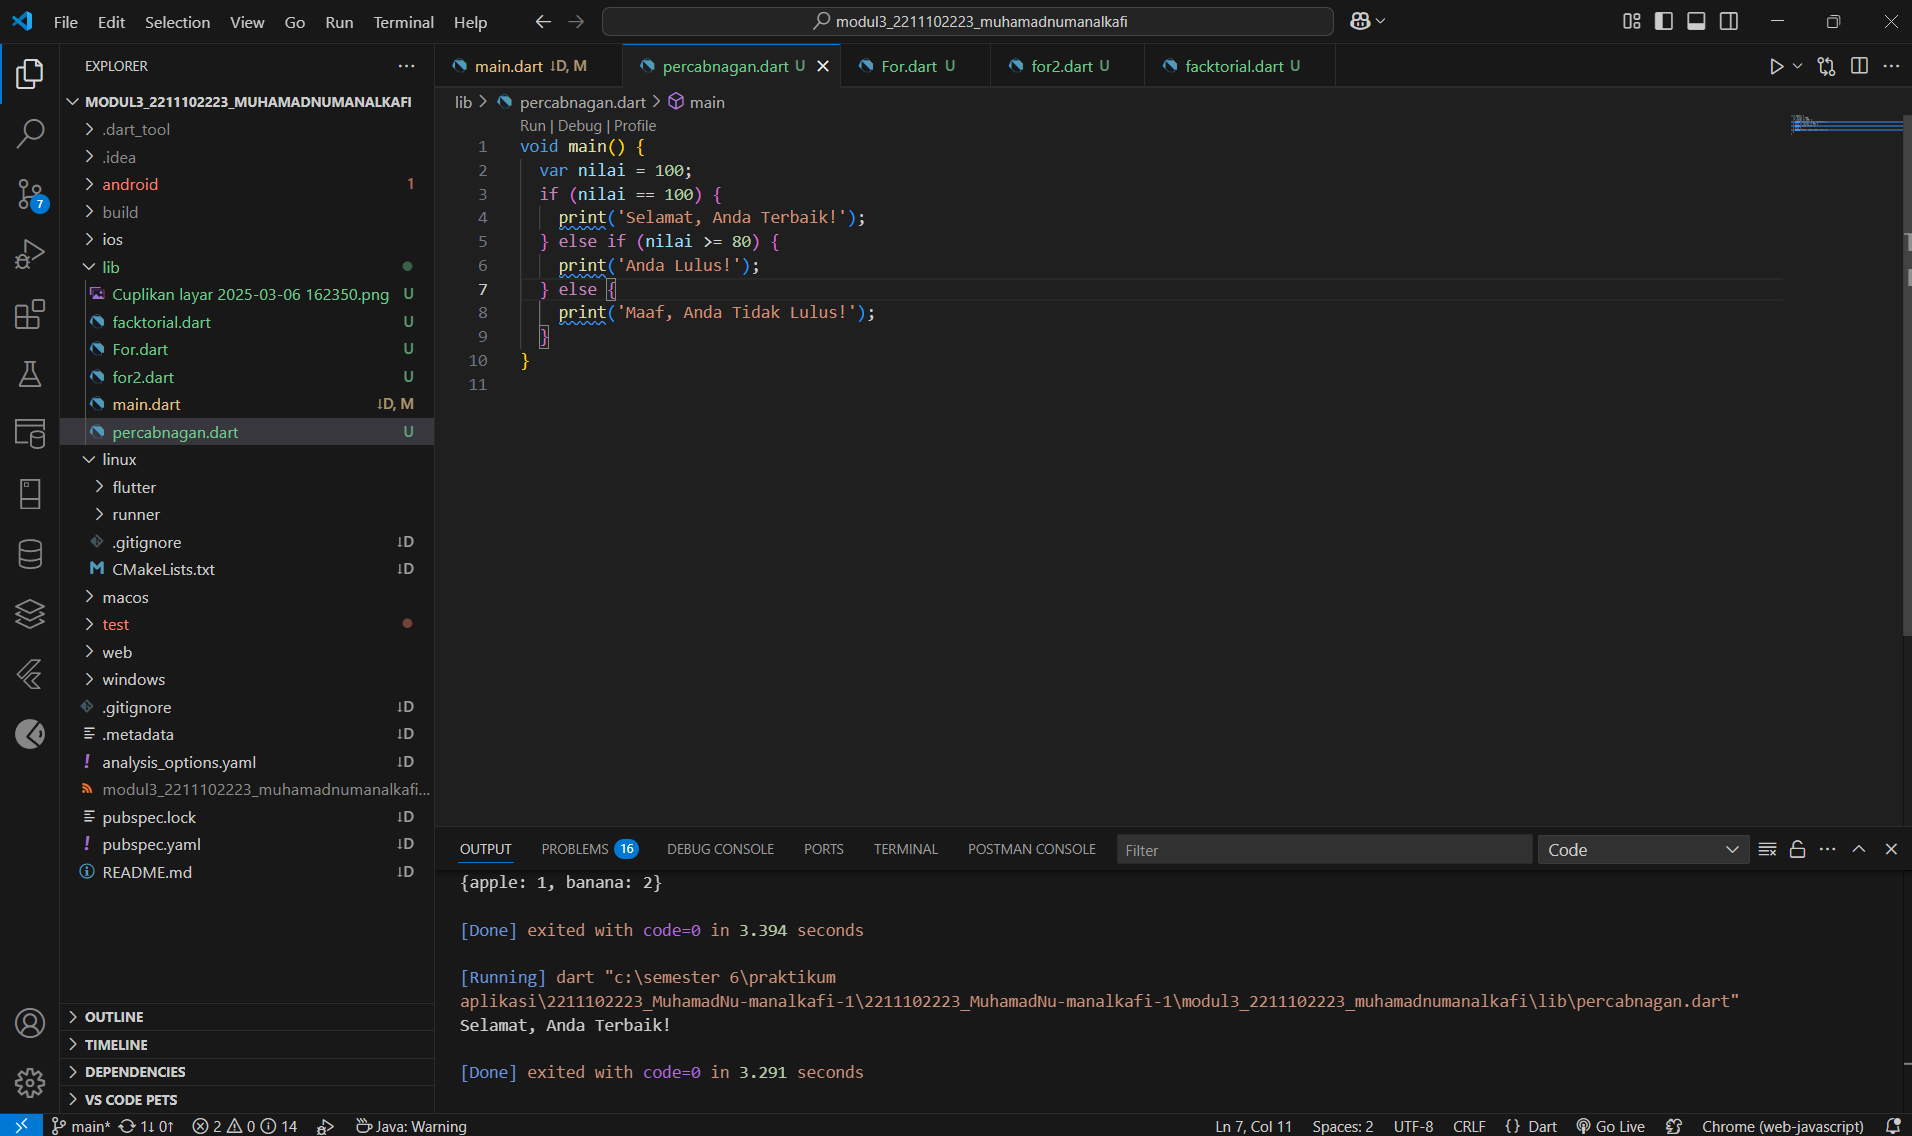 File Edit Selection View Go Run Terminal Help
modul3_2211102223_muhamadnumanalkafi
EXPLORER
MODUL3_2211102223_MUHAMADNUMANALKAFI
.dart_tool
.idea
android 1
build
ios
lib
Cuplikan layar 2025-03-06 162350.png U
facktorial.dart U
For.dart U
for2.dart U
main.dart ↓D, M
percabnagan.dart U
linux
flutter
runner
.gitignore ↓D
CMakeLists.txt ↓D
macos
test
web
windows
.gitignore ↓D
.metadata ↓D
analysis_options.yaml ↓D
modul3_2211102223_muhamadnumanalkafi...
pubspec.lock ↓D
pubspec.yaml ↓D
README.md ↓D
OUTLINE
TIMELINE
DEPENDENCIES
VS CODE PETS
7
main.dart ↓D, M percabnagan.dart U For.dart U for2.dart U facktorial.dart U
lib > percabnagan.dart > main
Run | Debug | Profile
1 void main() {
2 var nilai = 100;
3 if (nilai == 100) {
4 print('Selamat, Anda Terbaik!');
5 } else if (nilai >= 80) {
6 print('Anda Lulus!');
7 } else {
8 print('Maaf, Anda Tidak Lulus!');
9 }
10 }
11
OUTPUT PROBLEMS 16 DEBUG CONSOLE PORTS TERMINAL POSTMAN CONSOLE Filter Code
{apple: 1, banana: 2}
[Done] exited with code=0 in 3.394 seconds
[Running] dart "c:\semester 6\praktikum
aplikasi\2211102223_MuhamadNu-manalkafi-1\2211102223_MuhamadNu-manalkafi-1\modul3_2211102223_muhamadnumanalkafi\lib\percabnagan.dart"
Selamat, Anda Terbaik!
[Done] exited with code=0 in 3.291 seconds
main* 1↓ 0↑ 2 0 14 Java: Warning Ln 7, Col 11 Spaces: 2 UTF-8 CRLF {} Dart Go Live Chrome (web-javascript)